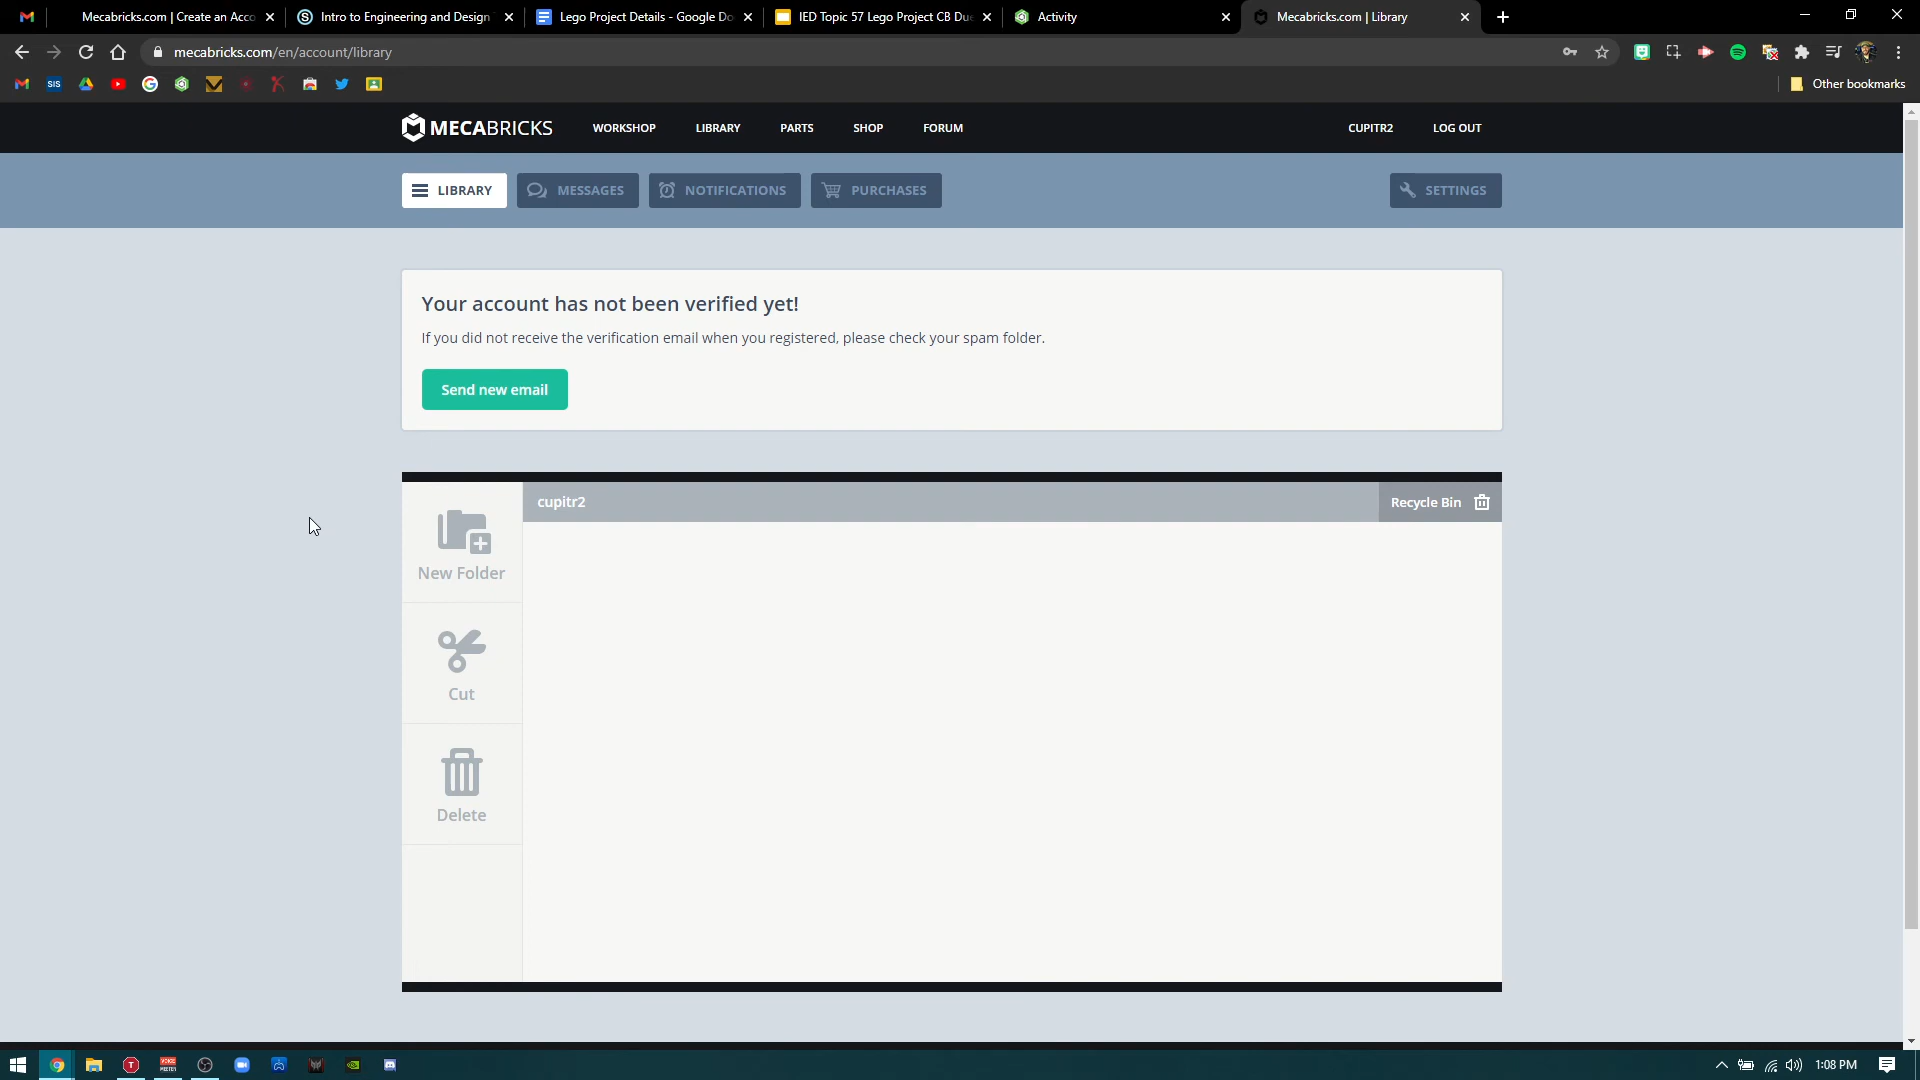 Mecabricks.com | Create an Acco
Intro to Engineering and Design
Lego Project Details - Google Do
IED Topic 57 Lego Project CB Du
Activity
Mecabricks.com | Library
mecabricks.com/en/account/library
SIS
Other bookmarks
MECABRICKS
WORKSHOP
LIBRARY
PARTS
SHOP
FORUM
CUPITR2
LOG OUT
LIBRARY
MESSAGES
NOTIFICATIONS
PURCHASES
SETTINGS
Your account has not been verified yet!
If you did not receive the verification email when you registered, please check your spam folder.
Send new email
cupitr2
Recycle Bin
New Folder
Cut
Delete
1:08 PM